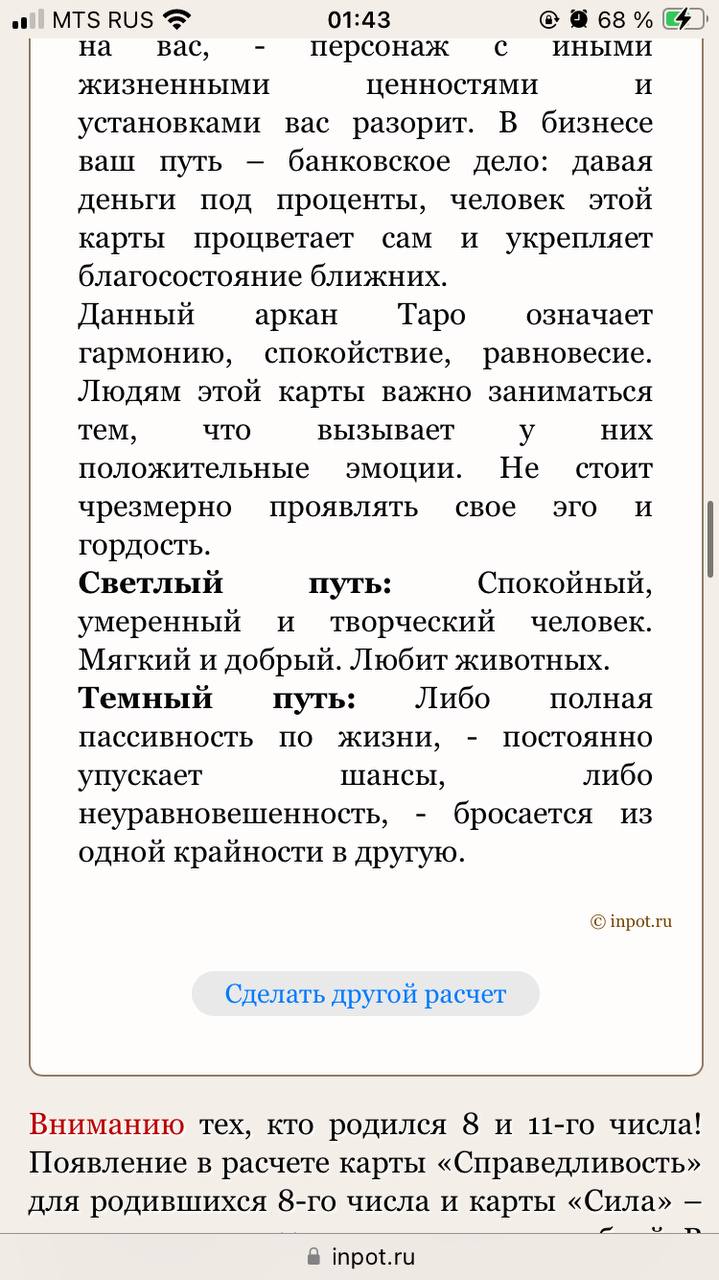 MTS RUS 01:43 68 %
на вас, - персонаж с иными
жизненными ценностями и
установками вас разорит. В бизнесе
ваш путь – банковское дело: давая
деньги под проценты, человек этой
карты процветает сам и укрепляет
благосостояние ближних.
Данный аркан Таро означает
гармонию, спокойствие, равновесие.
Людям этой карты важно заниматься
тем, что вызывает у них
положительные эмоции. Не стоит
чрезмерно проявлять свое эго и
гордость.
Светлый путь: Спокойный,
умеренный и творческий человек.
Мягкий и добрый. Любит животных.
Темный путь: Либо полная
пассивность по жизни, - постоянно
упускает шансы, либо
неуравновешенность, - бросается из
одной крайности в другую.
© inpot.ru
Сделать другой расчет
Вниманию тех, кто родился 8 и 11-го числа!
Появление в расчете карты «Справедливость»
для родившихся 8-го числа и карты «Сила» –
inpot.ru